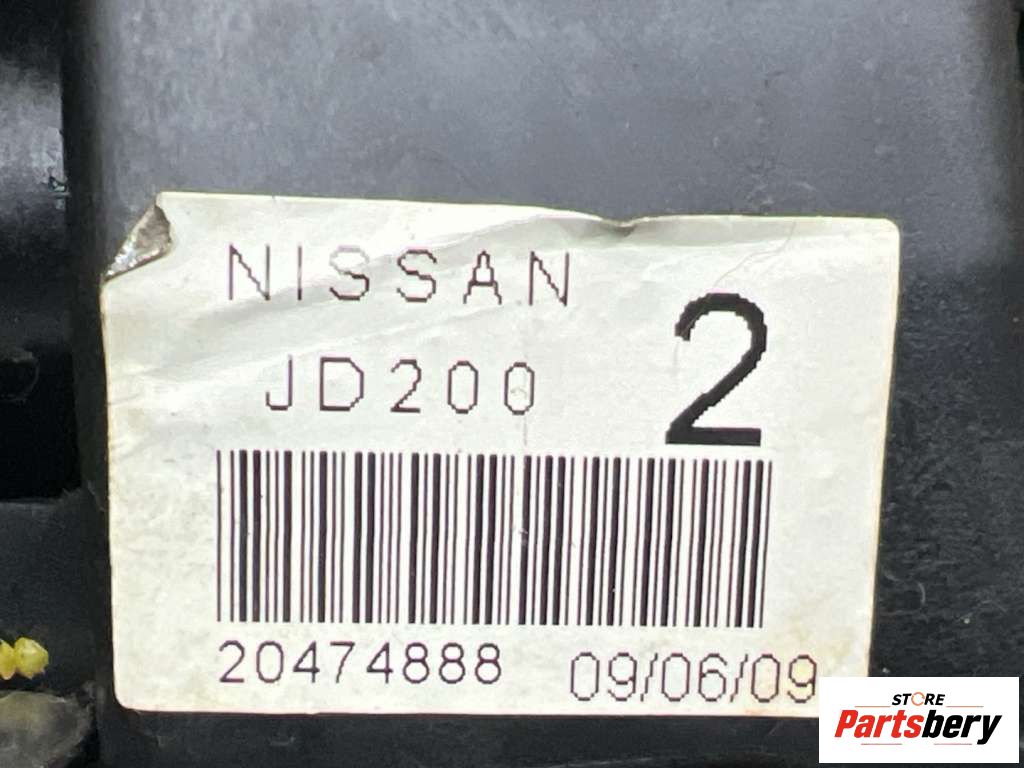 NISSAN
JD200
2
20474888 09/06/09
STORE
Partsbery